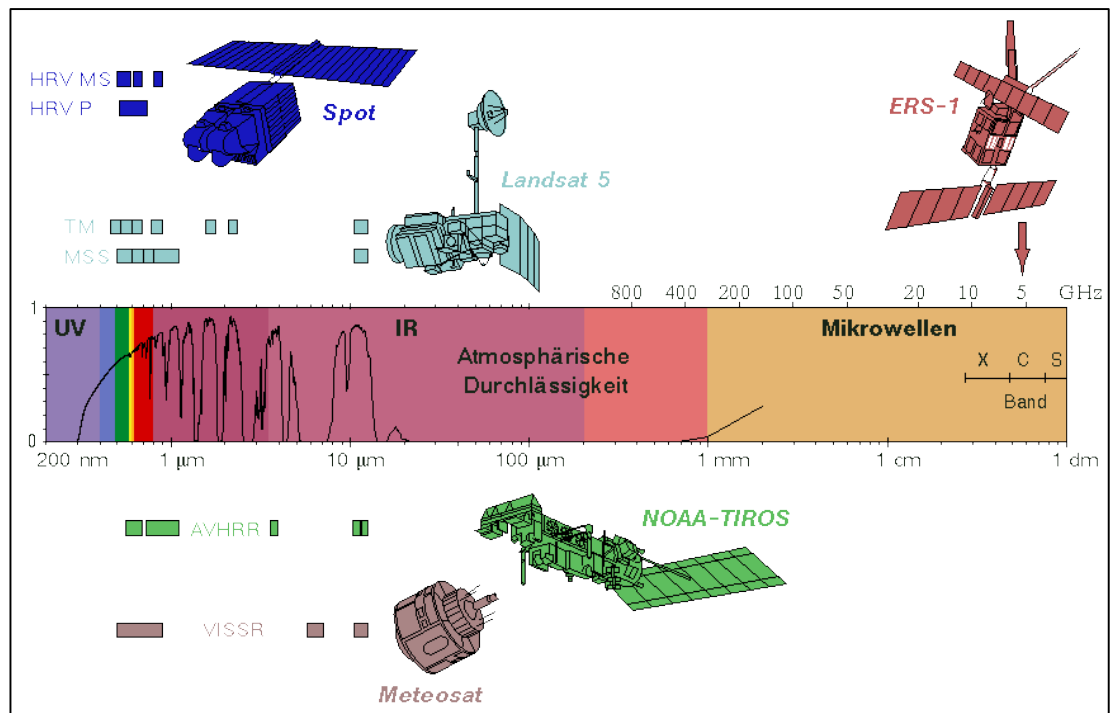 HRV MS
HRV P
Spot
ERS-1
Landsat 5
TM
MSS
800 400 200 100 50 20 10 5 GHz
1
UV
IR
Mikrowellen
Atmosphärische
Durchlässigkeit
X C S
Band
0
200 nm 1 µm 10 µm 100 µm 1 mm 1 cm 1 dm
AVHRR
NOAA-TIROS
VISSR
Meteosat